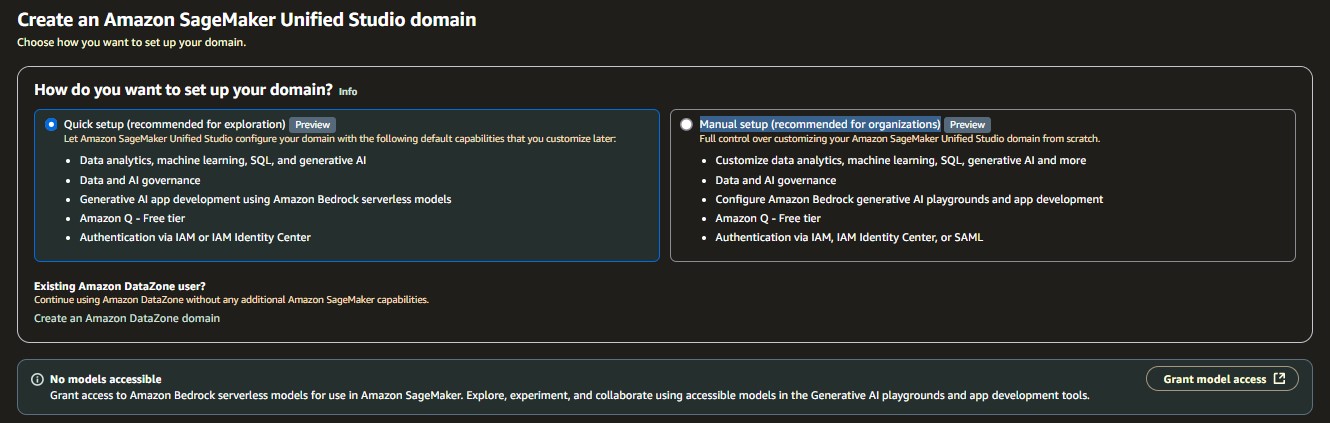 Create an Amazon SageMaker Unified Studio domain
Choose how you want to set up your domain.
How do you want to set up your domain? Info
Quick setup (recommended for exploration) Preview
Let Amazon SageMaker Unified Studio configure your domain with the following default capabilities that you customize later:
• Data analytics, machine learning, SQL, and generative AI
• Data and AI governance
• Generative AI app development using Amazon Bedrock serverless models
• Amazon Q - Free tier
• Authentication via IAM or IAM Identity Center
Manual setup (recommended for organizations) Preview
Full control over customizing your Amazon SageMaker Unified Studio domain from scratch.
• Customize data analytics, machine learning, SQL, generative AI and more
• Data and AI governance
• Configure Amazon Bedrock generative AI playgrounds and app development
• Amazon Q - Free tier
• Authentication via IAM, IAM Identity Center, or SAML
Existing Amazon DataZone user?
Continue using Amazon DataZone without any additional Amazon SageMaker capabilities.
Create an Amazon DataZone domain
No models accessible
Grant access to Amazon Bedrock serverless models for use in Amazon SageMaker. Explore, experiment, and collaborate using accessible models in the Generative AI playgrounds and app development tools.
Grant model access